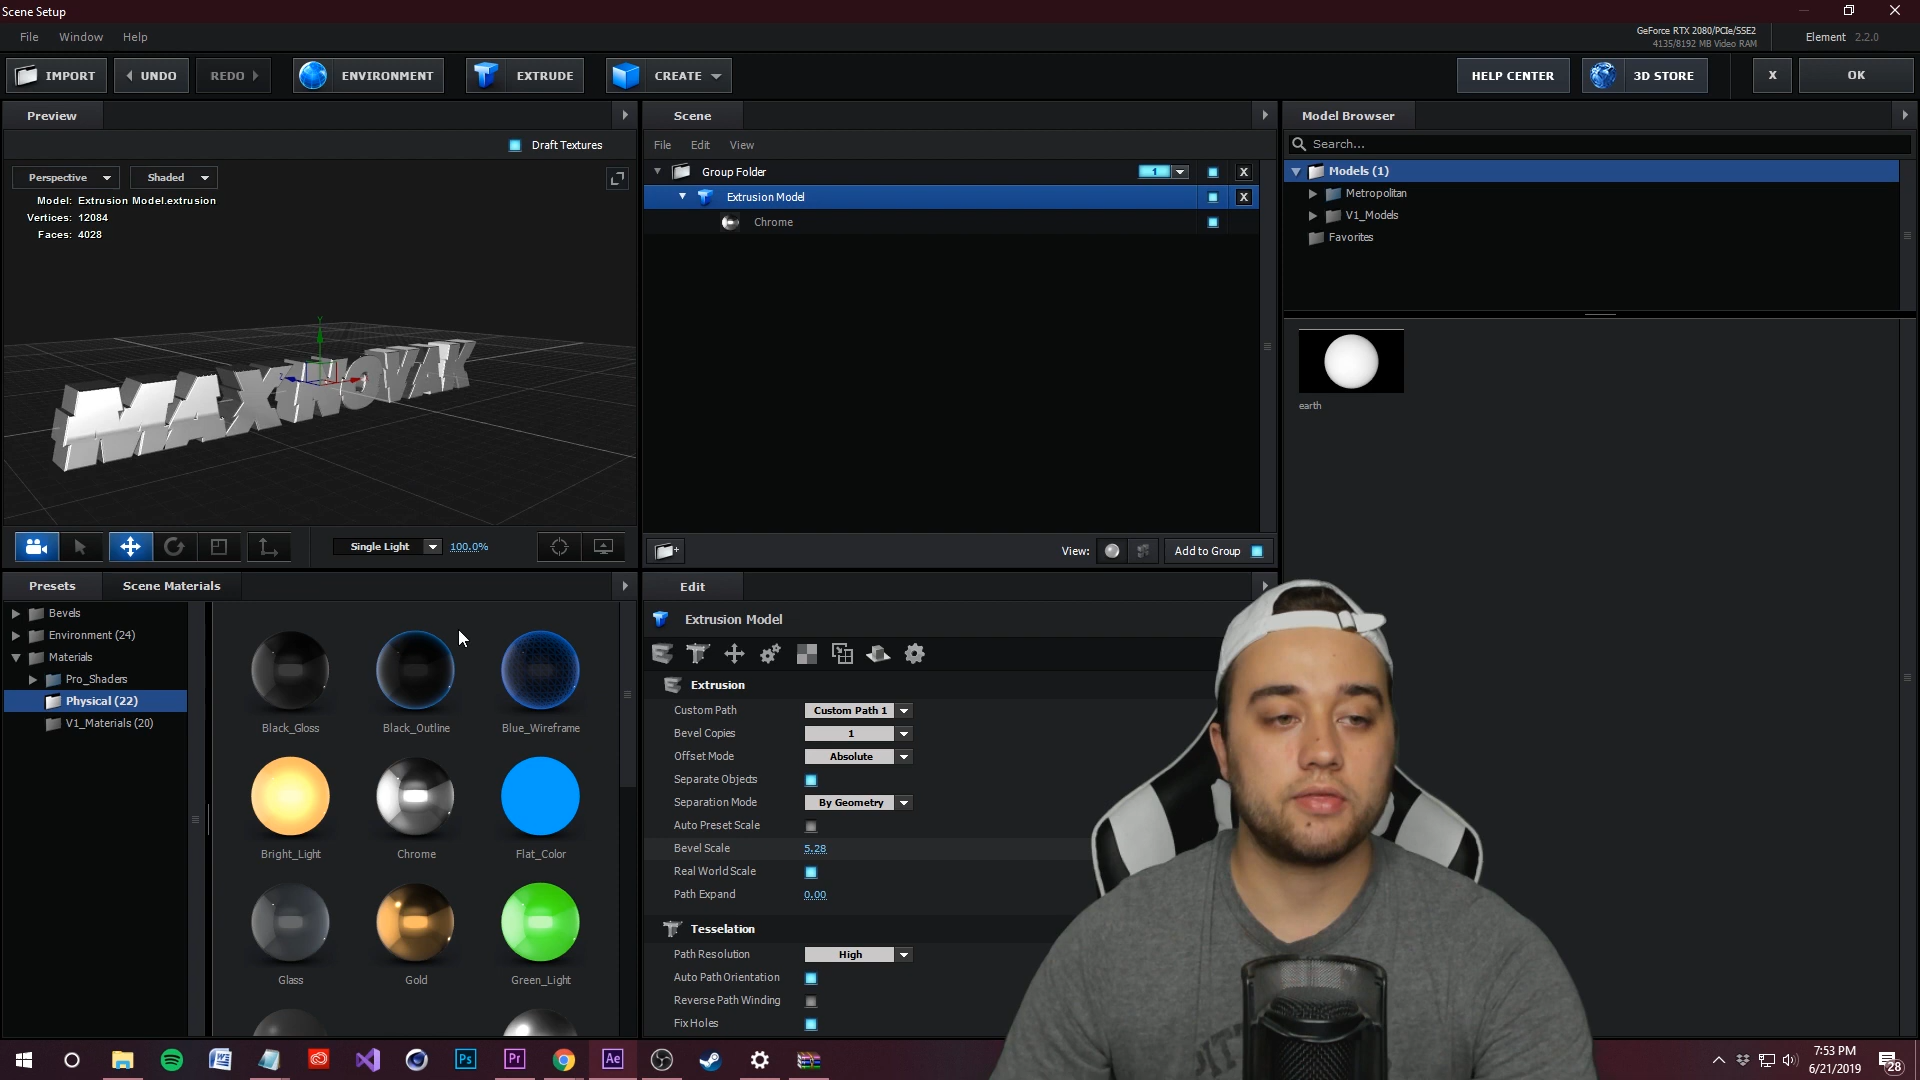 Scene Setup
File Window Help
GeForce RTX 2080/PCIe/SSE2
4135/8192 MB Video RAM
Element 2.2.0
IMPORT UNDO REDO ENVIRONMENT EXTRUDE CREATE HELP CENTER 3D STORE X OK
Preview
Draft Textures
Perspective Shaded
Model: Extrusion Model.extrusion
Vertices: 12084
Faces: 4028
MAX NOVAK
Y
Z
Single Light 100.0%
Scene
File Edit View
Group Folder 1 X
Extrusion Model X
Chrome
View: Add to Group
Model Browser
Search...
Models (1)
Metropolitan
V1_Models
Favorites
earth
Presets Scene Materials
Bevels
Environment (24)
Materials
Pro_Shaders
Physical (22)
V1_Materials (20)
Black_Gloss Black_Outline Blue_Wireframe
Bright_Light Chrome Flat_Color
Glass Gold Green_Light
Edit
Extrusion Model
Extrusion
Custom Path Custom Path 1
Bevel Copies 1
Offset Mode Absolute
Separate Objects
Separation Mode By Geometry
Auto Preset Scale
Bevel Scale 5.28
Real World Scale
Path Expand 0.00
Tesselation
Path Resolution High
Auto Path Orientation
Reverse Path Winding
Fix Holes
Ps Pr Ae
7:53 PM
6/21/2019
28